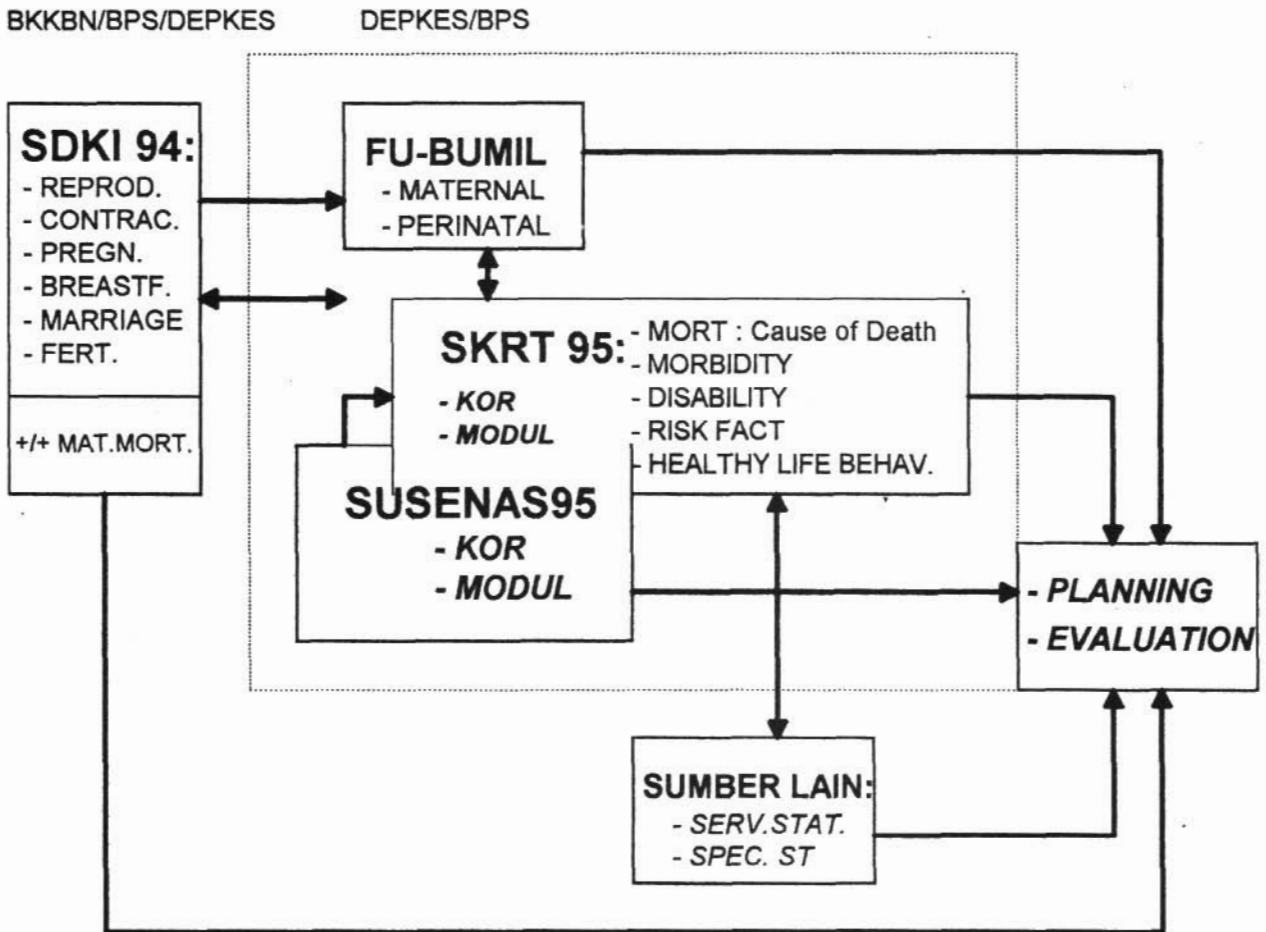 BKKBN/BPS/DEPKES DEPKES/BPS
SDKI 94:
- REPROD.
- CONTRAC.
- PREGN.
- BREASTF.
- MARRIAGE
- FERT.
+/+ MAT.MORT.
FU-BUMIL
- MATERNAL
- PERINATAL
SKRT 95:
- KOR
- MODUL
- MORT : Cause of Death
- MORBIDITY
- DISABILITY
- RISK FACT
- HEALTHY LIFE BEHAV.
SUSENAS95
- KOR
- MODUL
- PLANNING
- EVALUATION
SUMBER LAIN:
- SERV.STAT.
- SPEC. ST